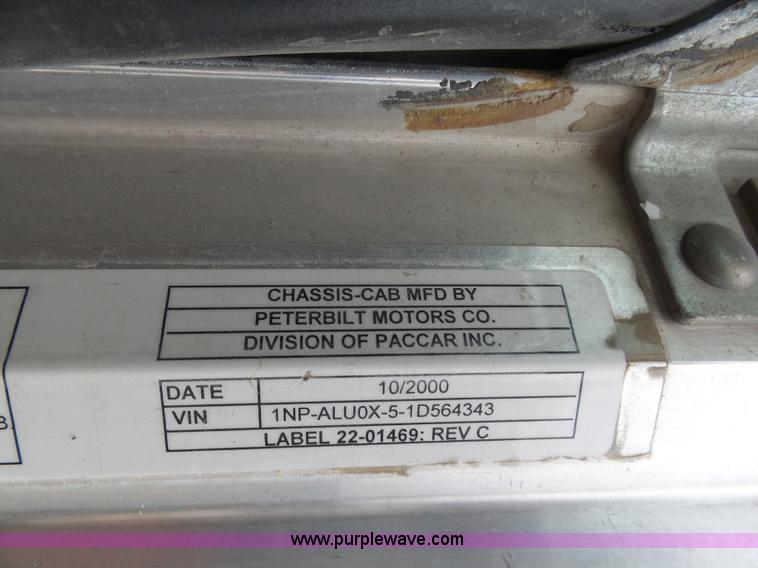 CHASSIS-CAB MFD BY
PETERBILT MOTORS CO.
DIVISION OF PACCAR INC.
B.
DATE 10/2000
VIN 1NP-ALU0X-5-1D564343
LABEL 22-01469: REV C
www.purplewave.com